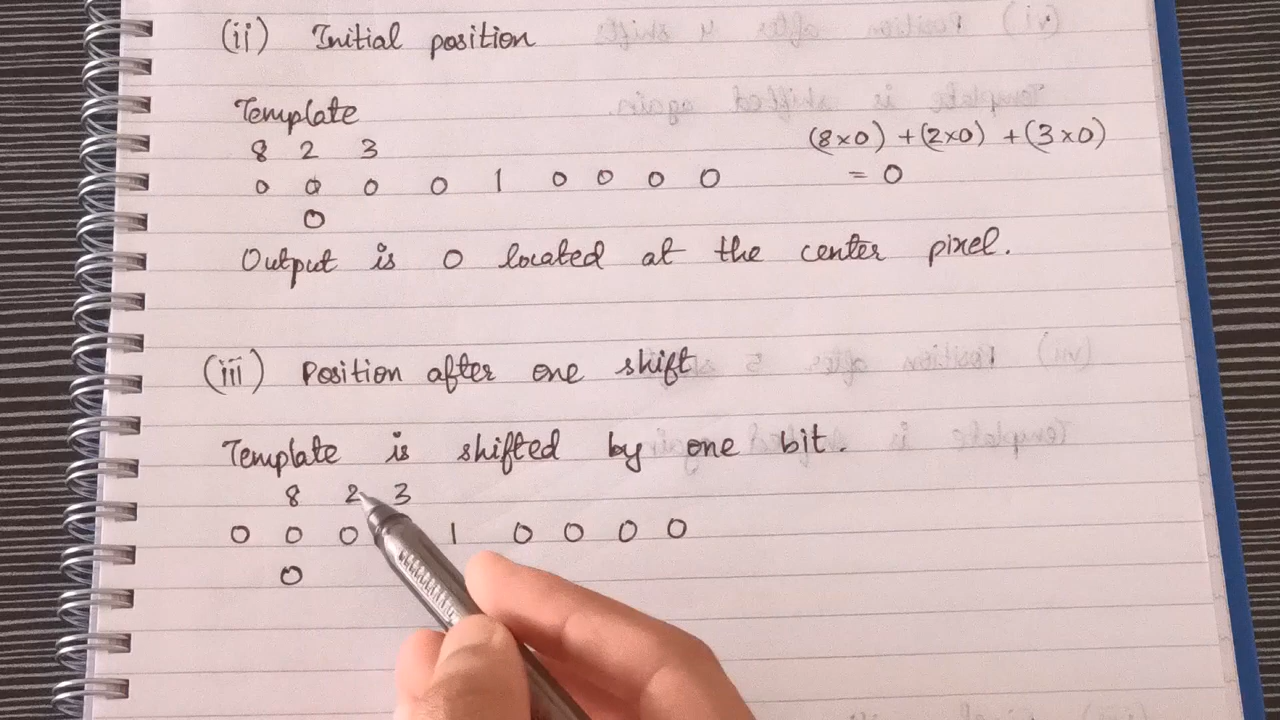 (ii) Initial position
Template
8 2 3
(8×0) + (2×0) + (3×0)
0 0 0 0 1 0 0 0 0
= 0
0
Output is 0 located at the center pixel.
(iii) Position after one shift
Template is shifted by one bit.
8 2 3
0 0 0 1 0 0 0 0
0